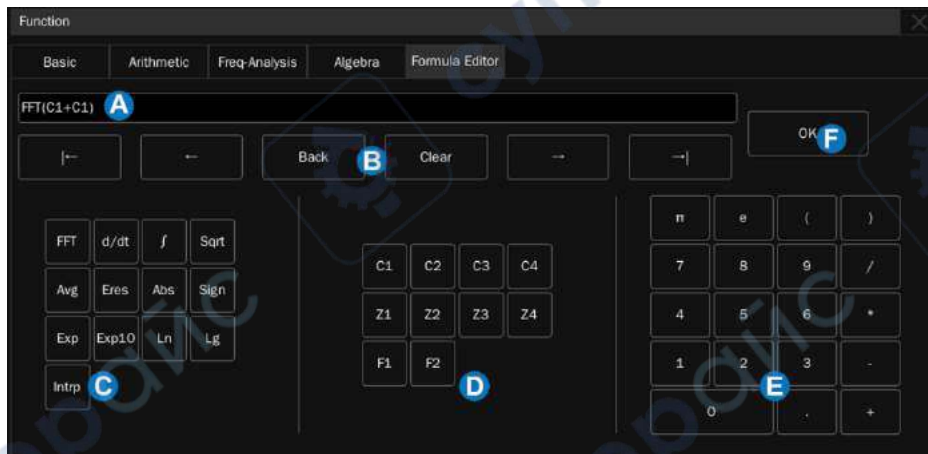 Function
Basic Arithmetic Freq-Analysis Algebra Formula Editor
FFT(C1+C1) A
|← ← Back B Clear → →| OK F
FFT d/dt ∫ Sqrt
Avg Eres Abs Sign
Exp Exp10 Ln Lg
Intrp C
C1 C2 C3 C4
Z1 Z2 Z3 Z4
F1 F2
D
π e ( )
7 8 9 /
4 5 6 *
1 2 3 -
E
0 . +